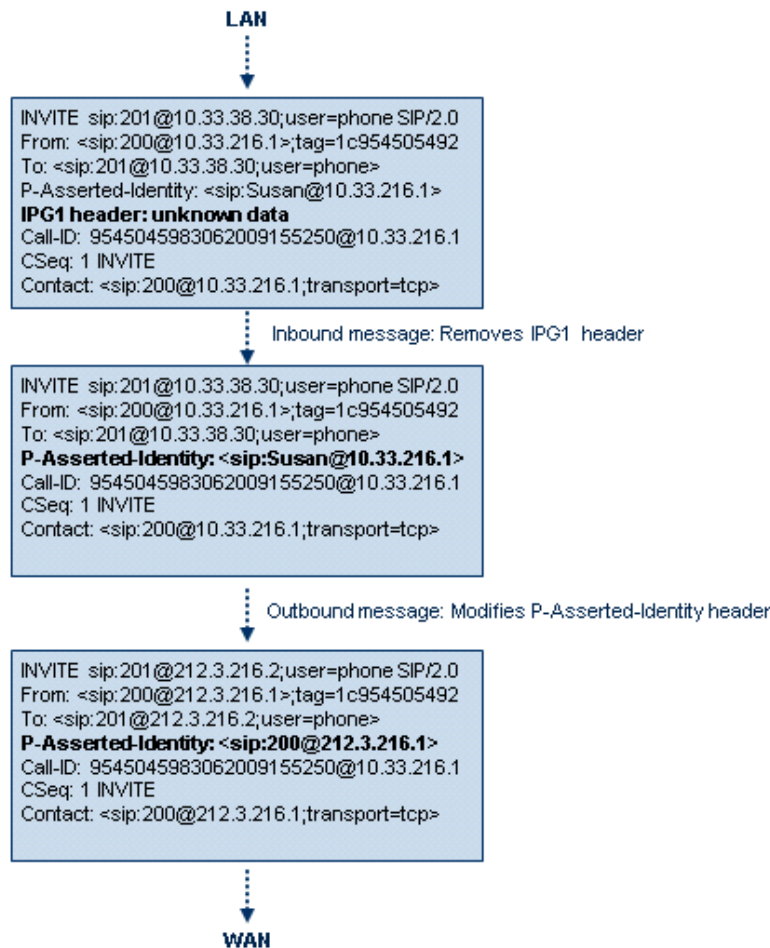 LAN
INVITE sip:201@10.33.38.30;user=phone SIP/2.0
From: <sip:200@10.33.216.1>;tag=1c954505492
To: <sip:201@10.33.38.30;user=phone>
P-Asserted-Identity: <sip:Susan@10.33.216.1>
IPG1 header: unknown data
Call-ID: 95450459830620091​55250@10.33.216.1
CSeq: 1 INVITE
Contact: <sip:200@10.33.216.1;transport=tcp>
Inbound message: Removes IPG1 header
INVITE sip:201@10.33.38.30;user=phone SIP/2.0
From: <sip:200@10.33.216.1>;tag=1c954505492
To: <sip:201@10.33.38.30;user=phone>
P-Asserted-Identity: <sip:Susan@10.33.216.1>
Call-ID: 9545045983062009155250@10.33.216.1
CSeq: 1 INVITE
Contact: <sip:200@10.33.216.1;transport=tcp>
Outbound message: Modifies P-Asserted-Identity header
INVITE sip:201@212.3.216.2;user=phone SIP/2.0
From: <sip:200@212.3.216.1>;tag=1c954505492
To: <sip:201@212.3.216.2;user=phone>
P-Asserted-Identity: <sip:200@212.3.216.1>
Call-ID: 9545045983062009155250@10.33.216.1
CSeq: 1 INVITE
Contact: <sip:200@212.3.216.1;transport=tcp>
WAN